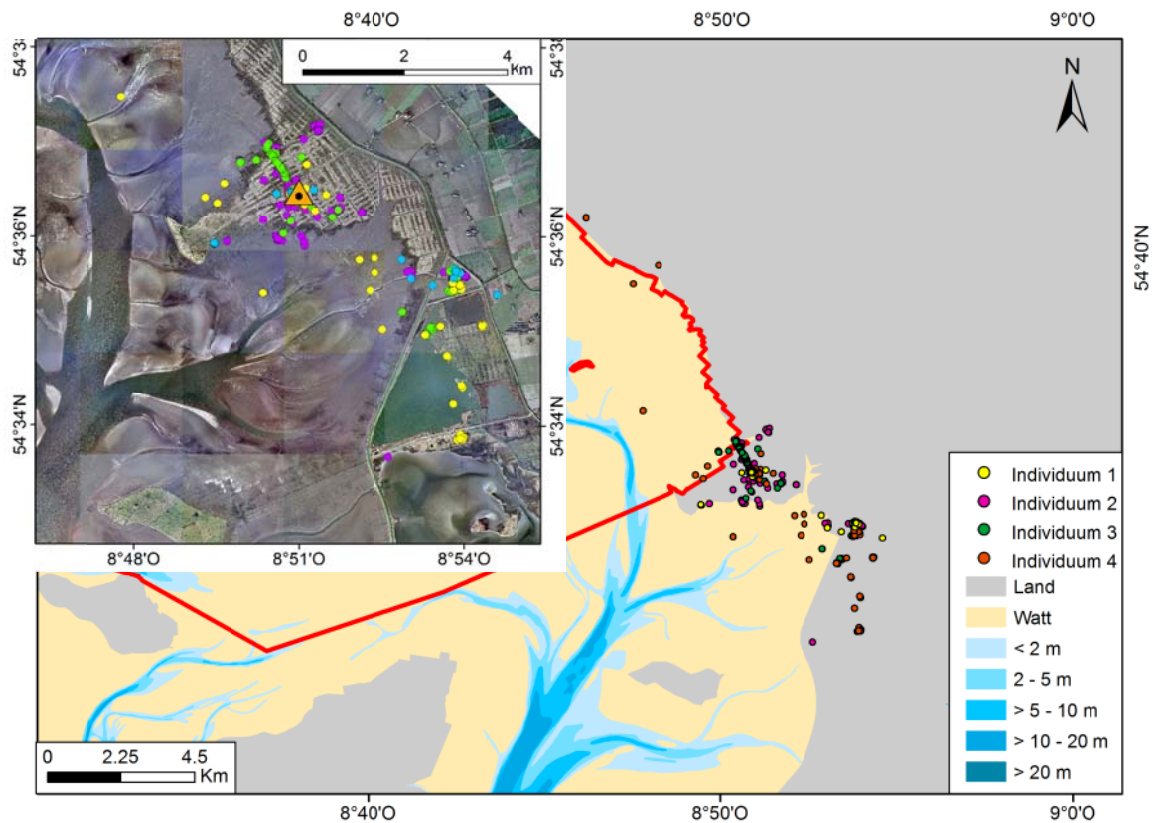 8°40'O 8°50'O 9°0'O
0 2 4
Km
N
54°36'N
54°34'N
54°40'N
8°48'O 8°51'O 8°54'O
Individuum 1
Individuum 2
Individuum 3
Individuum 4
Land
Watt
< 2 m
2 - 5 m
> 5 - 10 m
> 10 - 20 m
> 20 m
0 2.25 4.5
Km
8°40'O 8°50'O 9°0'O